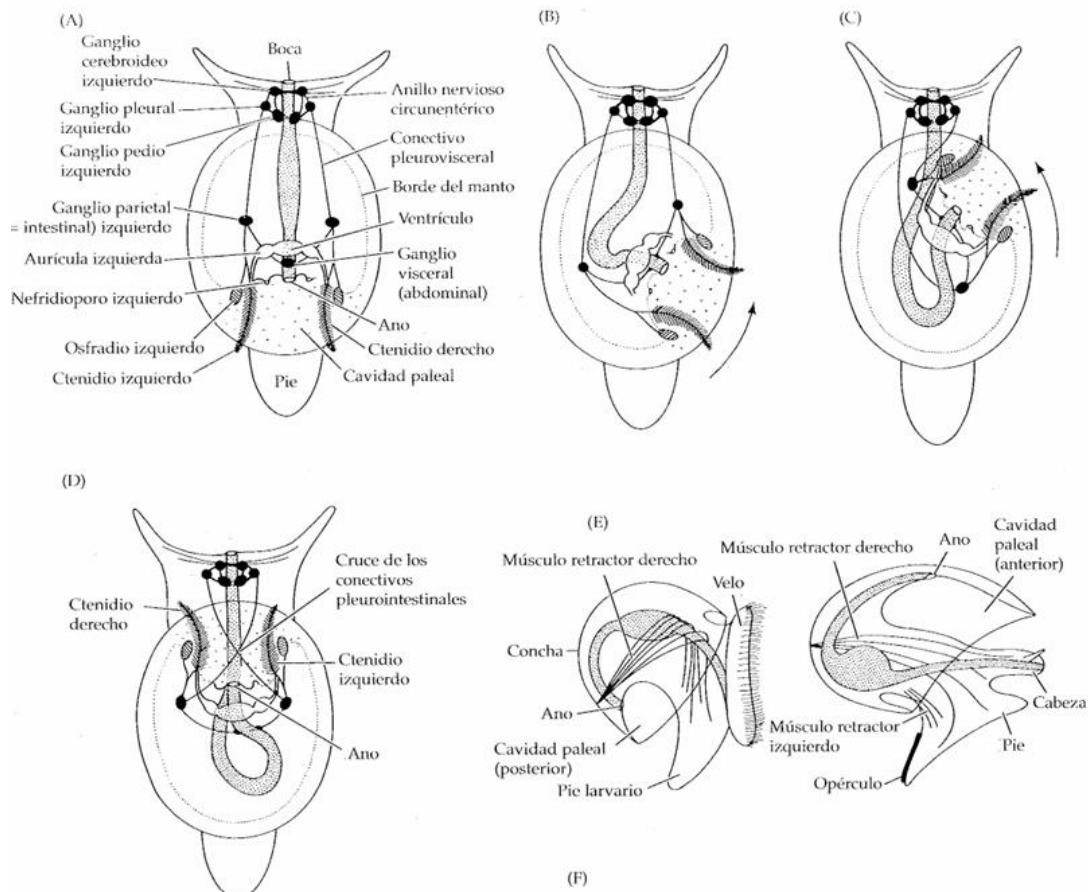 (A)
Ganglio
cerebroideo
izquierdo
Ganglio pleural
izquierdo
Ganglio pedio
izquierdo
Ganglio parietal
(= intestinal) izquierdo
Aurícula izquierda
Nefridioporo izquierdo
Osfradio izquierdo
Ctenidio izquierdo
Boca
Anillo nervioso
circunentérico
Conectivo
pleurovisceral
Borde del manto
Ventrículo
Ganglio
visceral
(abdominal)
Ano
Ctenidio derecho
Cavidad paleal
Pie
(B)
(C)
(D)
Ctenidio
derecho
Cruce de los
conectivos
pleurointestinales
Ctenidio
izquierdo
Ano
(E)
Músculo retractor derecho
Velo
Concha
Ano
Cavidad paleal
(posterior)
Pie larvario
Músculo retractor derecho
Ano
Cavidad
paleal
(anterior)
Cabeza
Músculo retractor
izquierdo
Pie
Opérculo
(F)